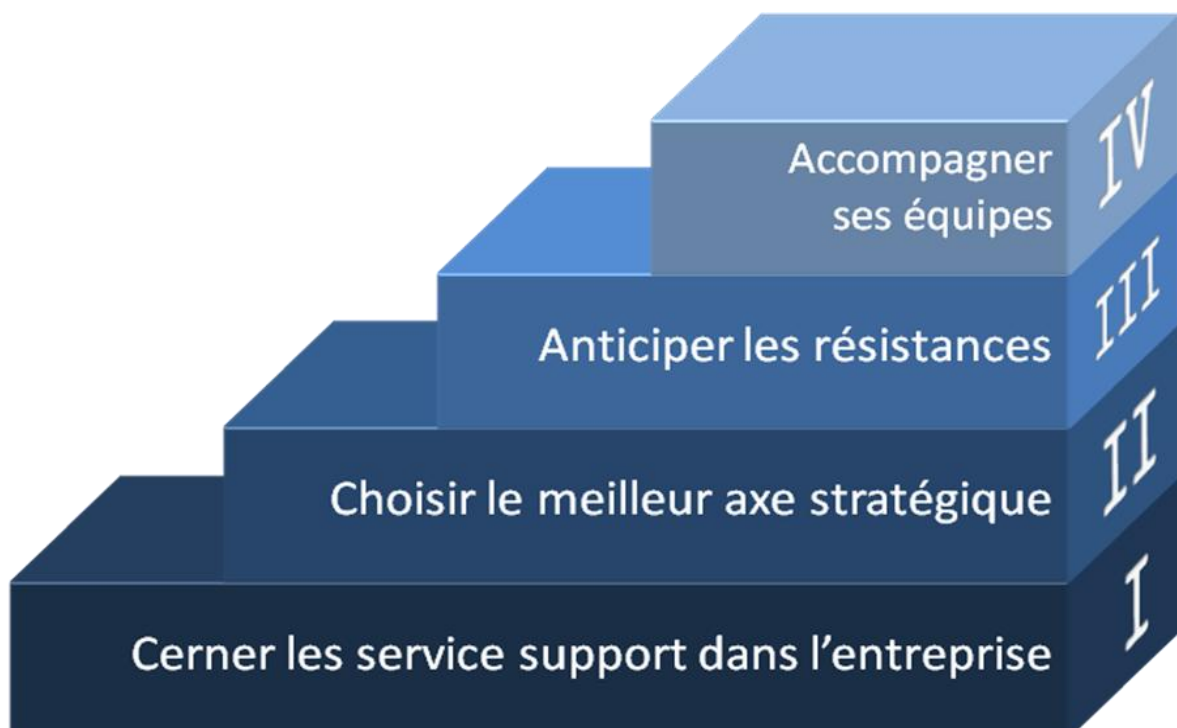 Accompagner
ses équipes
IV
Anticiper les résistances
III
Choisir le meilleur axe stratégique
II
Cerner les service support dans l’entreprise
I